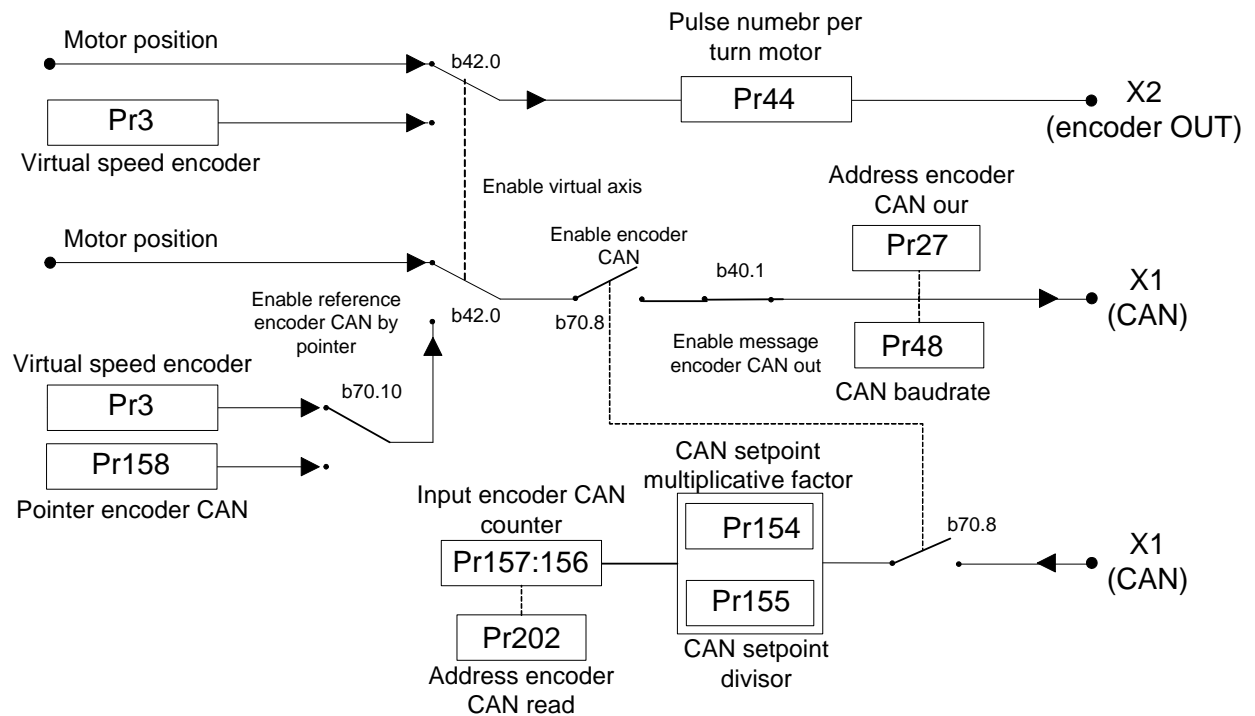 Motor position
b42.0
Pulse numebr per
turn motor
Pr44
X2
(encoder OUT)
Pr3
Virtual speed encoder
Enable virtual axis
Address encoder
CAN our
Pr27
Motor position
Enable encoder
CAN
b40.1
X1
(CAN)
Enable reference
encoder CAN by
pointer
b42.0
b70.8
Enable message
encoder CAN out
Pr48
CAN baudrate
Virtual speed encoder
Pr3
b70.10
Pr158
Pointer encoder CAN
CAN setpoint
multiplicative factor
Input encoder CAN
counter
Pr154
b70.8
X1
(CAN)
Pr157:156
Pr155
Pr202
CAN setpoint
divisor
Address encoder
CAN read